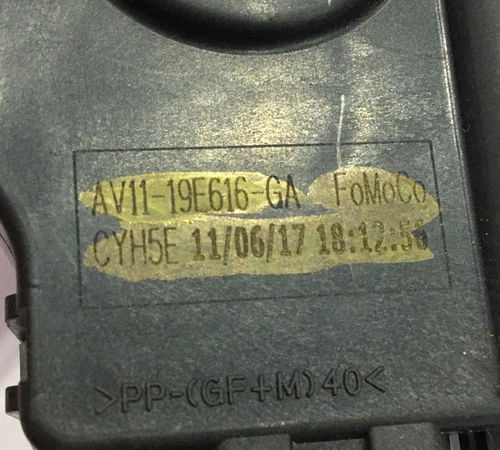 AV11-19E616-GA FoMoCo
CYH5E 11/06/17 18:12:56
>PP-(GF+M)40<